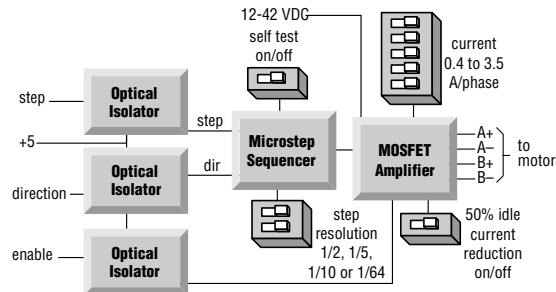 12-42 VDC
self test
on/off
current
0.4 to 3.5
A/phase
step
Optical
Isolator
+5
step
Microstep
Sequencer
MOSFET
Amplifier
A+
A–
B+
B–
to
motor
direction
Optical
Isolator
dir
enable
Optical
Isolator
step
resolution
1/2, 1/5,
1/10 or 1/64
50% idle
current
reduction
on/off